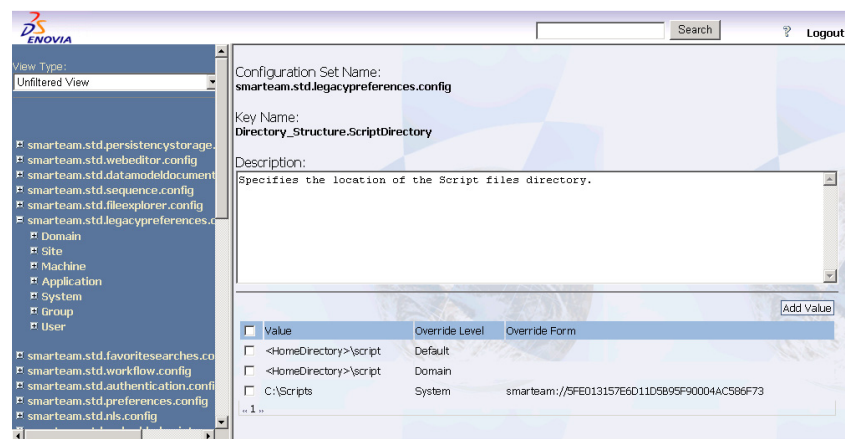 ENOVIA
Search
?
Logout
View Type:
Unfiltered View
smarteam.std.persistencystorage.
smarteam.std.webeditor.config
smarteam.std.datamodeldocument
smarteam.std.sequence.config
smarteam.std.fileexplorer.config
smarteam.std.legacypreferences.c
Domain
Site
Machine
Application
System
Group
User
smarteam.std.favoritesearches.co
smarteam.std.workflow.config
smarteam.std.authentication.confi
smarteam.std.preferences.config
smarteam.std.nls.config
Configuration Set Name:
smarteam.std.legacypreferences.config
Key Name:
Directory_Structure.ScriptDirectory
Description:
Specifies the location of the Script files directory.
Add Value
Value Override Level Override Form
<HomeDirectory>\script Default
<HomeDirectory>\script Domain
C:\Scripts System smarteam://5FE013157E6D11D5B95F90004AC586F73
.. 1 ..